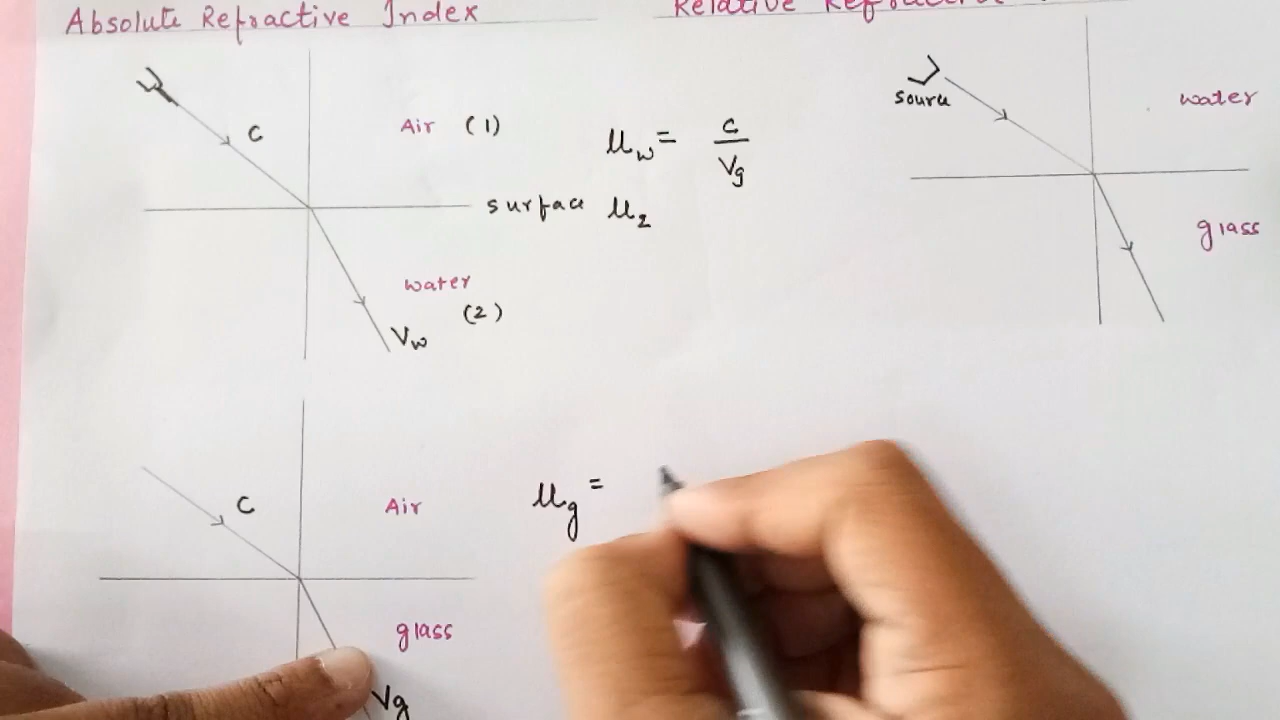 Absolute Refractive Index
Relative Refractive
C
Air (1)
μw = c/Vg
surface μ2
water
(2)
Vw
source
water
glass
C
Air
μg =
glass
Vg